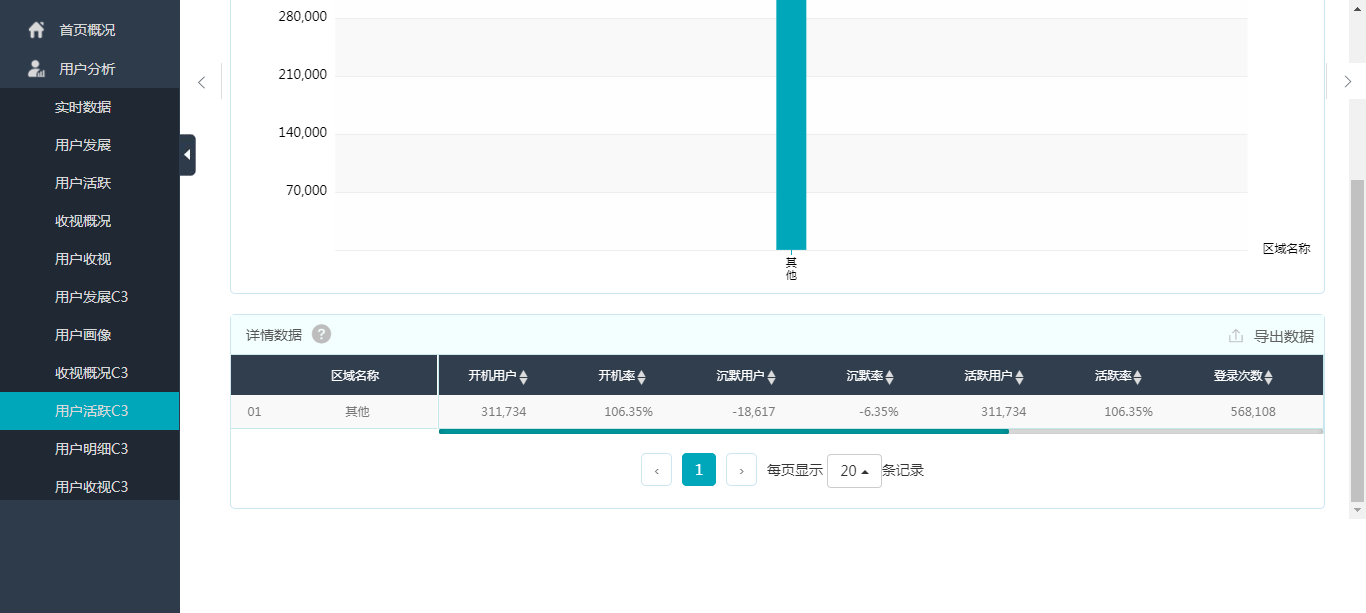 首页概况
用户分析
实时数据
用户发展
用户活跃
收视概况
用户收视
用户发展C3
用户画像
收视概况C3
用户活跃C3
用户明细C3
用户收视C3
280,000
210,000
140,000
70,000
其
他
区域名称
详情数据 ?
导出数据
区域名称 开机用户 开机率 沉默用户 沉默率 活跃用户 活跃率 登录次数
01 其他 311,734 106.35% -18,617 -6.35% 311,734 106.35% 568,108
‹ 1 › 每页显示 20 条记录